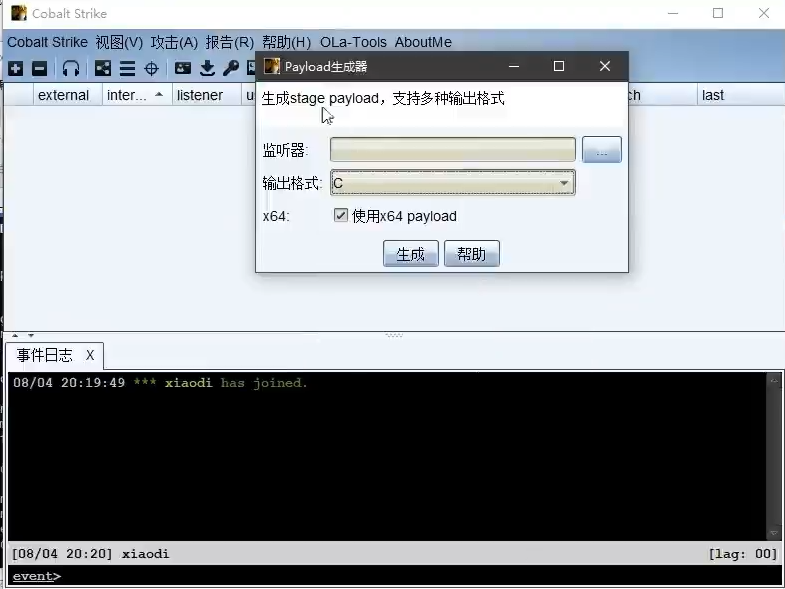 Cobalt Strike
Cobalt Strike 视图(V) 攻击(A) 报告(R) 帮助(H) OLa-Tools AboutMe
Payload生成器
external inter... listener ch last
生成stage payload，支持多种输出格式
监听器: ...
输出格式: C
x64: 使用x64 payload
生成 帮助
事件日志 X
08/04 20:19:49 *** xiaodi has joined.
[08/04 20:20] xiaodi [lag: 00]
event>